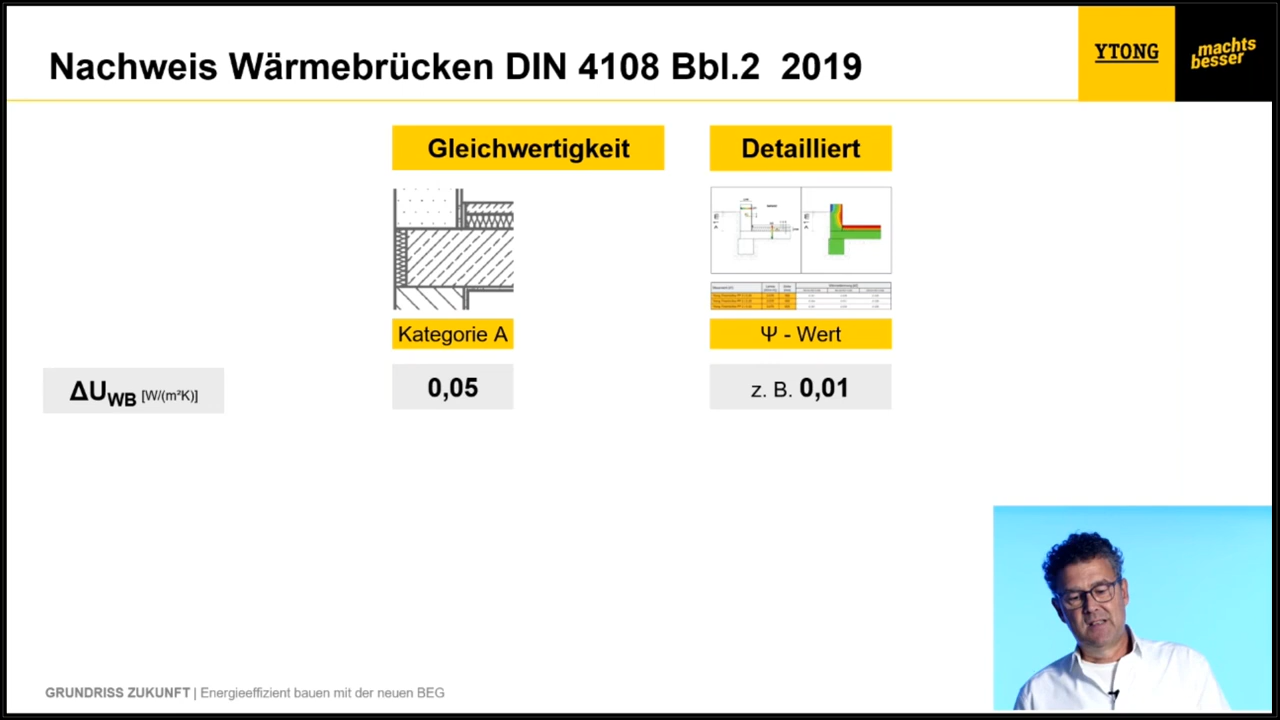 Nachweis Wärmebrücken DIN 4108 Bbl.2 2019
YTONG
machts
besser
Gleichwertigkeit
Detailliert
Kategorie A
Ψ - Wert
ΔUWB [W/(m²K)]
0,05
z. B. 0,01
GRUNDRISS ZUKUNFT | Energieeffizient bauen mit der neuen BEG